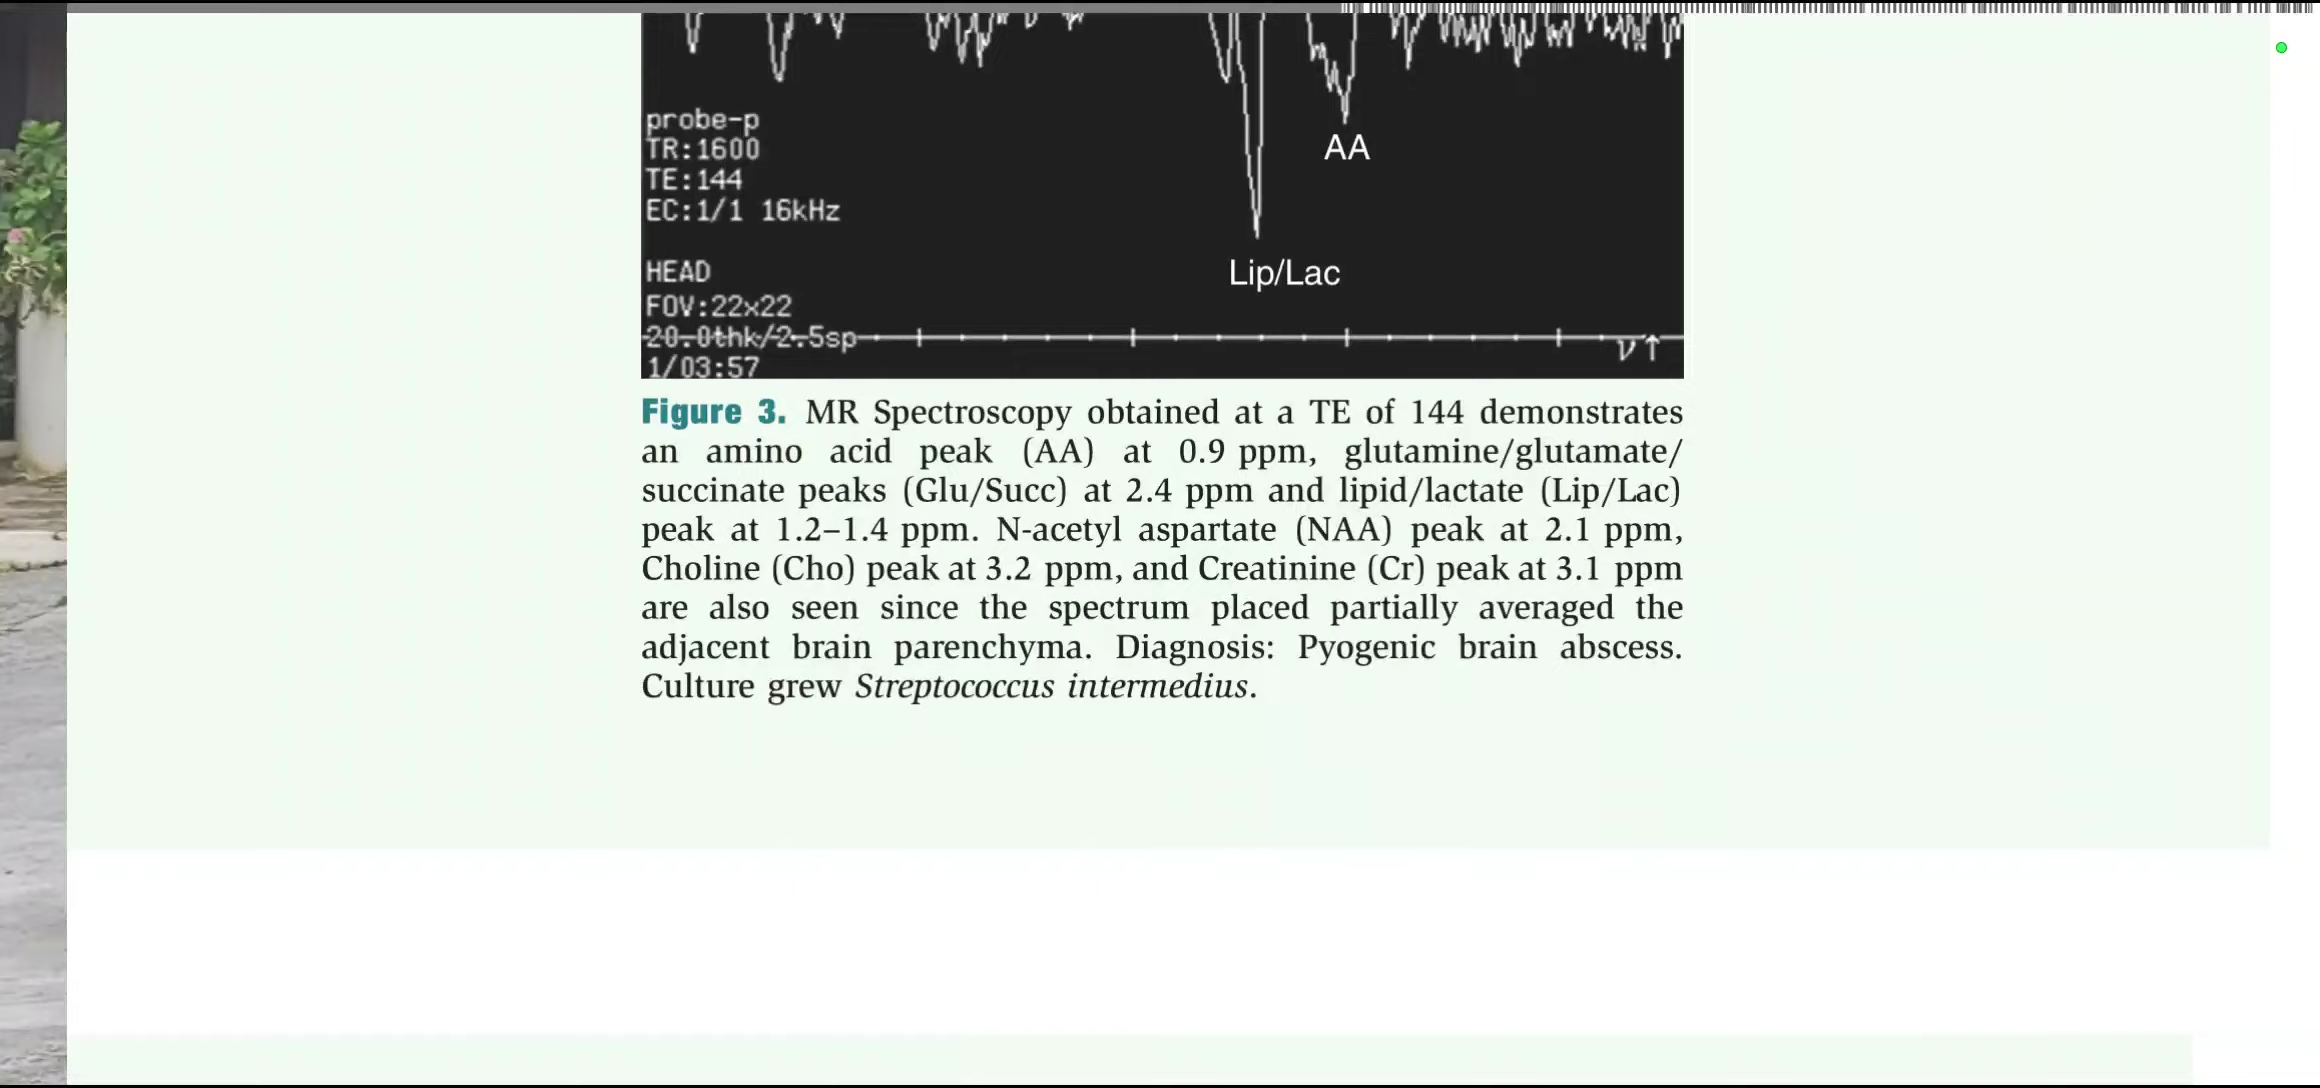 probe-p
TR:1600
TE:144
EC:1/1 16kHz
AA
HEAD
Lip/Lac
FOV:22x22
20.0thk/2.5sp
ν↑
1/03:57
Figure 3. MR Spectroscopy obtained at a TE of 144 demonstrates
an amino acid peak (AA) at 0.9 ppm, glutamine/glutamate/
succinate peaks (Glu/Succ) at 2.4 ppm and lipid/lactate (Lip/Lac)
peak at 1.2–1.4 ppm. N-acetyl aspartate (NAA) peak at 2.1 ppm,
Choline (Cho) peak at 3.2 ppm, and Creatinine (Cr) peak at 3.1 ppm
are also seen since the spectrum placed partially averaged the
adjacent brain parenchyma. Diagnosis: Pyogenic brain abscess.
Culture grew Streptococcus intermedius.